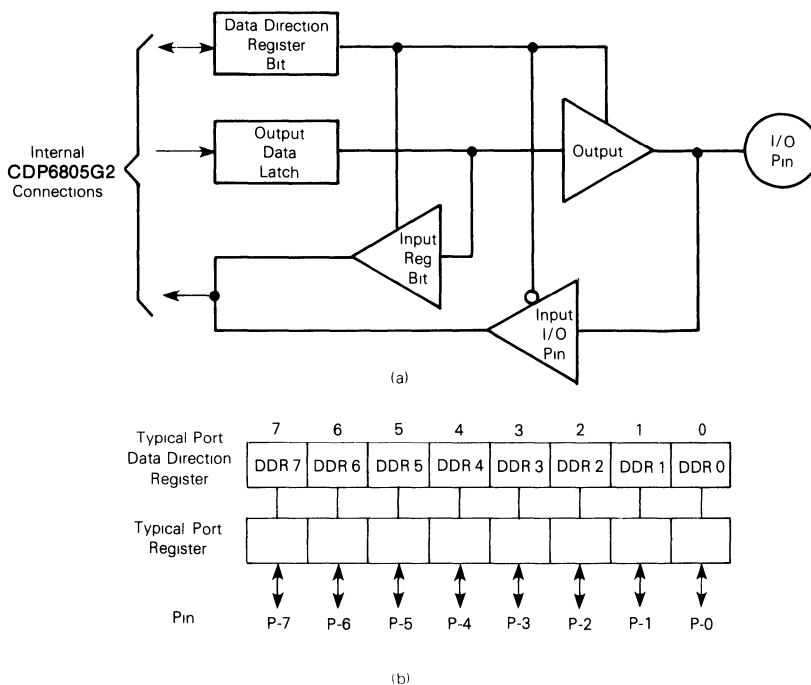 Data Direction
Register
Bit
Internal
CDP6805G2
Connections
Output
Data
Latch
Output
I/O
Pin
Input
Reg
Bit
Input
I/O
Pin
(a)
7 6 5 4 3 2 1 0
Typical Port
Data Direction
Register
DDR 7 DDR 6 DDR 5 DDR 4 DDR 3 DDR 2 DDR 1 DDR 0
Typical Port
Register
Pin P-7 P-6 P-5 P-4 P-3 P-2 P-1 P-0
(b)